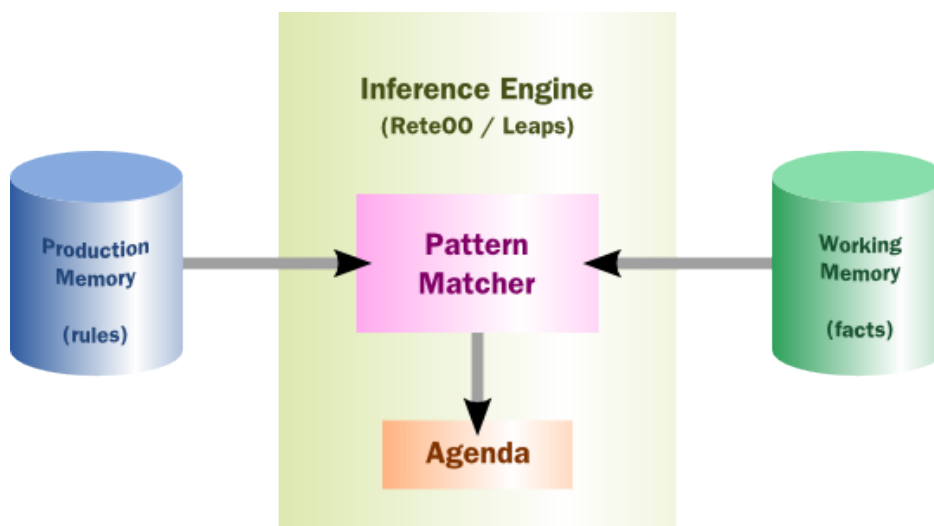 Inference Engine
(ReteOO / Leaps)
Production
Memory
(rules)
Pattern
Matcher
Working
Memory
(facts)
Agenda